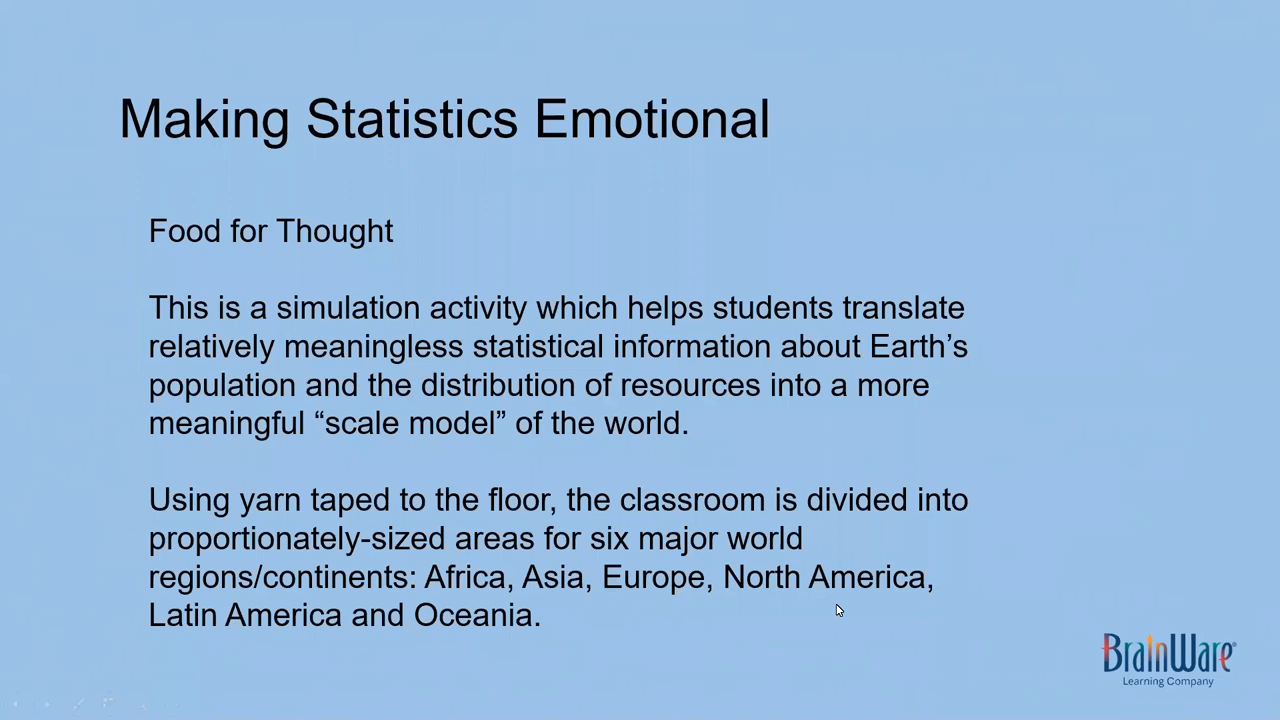 Making Statistics Emotional
Food for Thought
This is a simulation activity which helps students translate
relatively meaningless statistical information about Earth’s
population and the distribution of resources into a more
meaningful “scale model” of the world.
Using yarn taped to the floor, the classroom is divided into
proportionately-sized areas for six major world
regions/continents: Africa, Asia, Europe, North America,
Latin America and Oceania.
BrainWare®
Learning Company